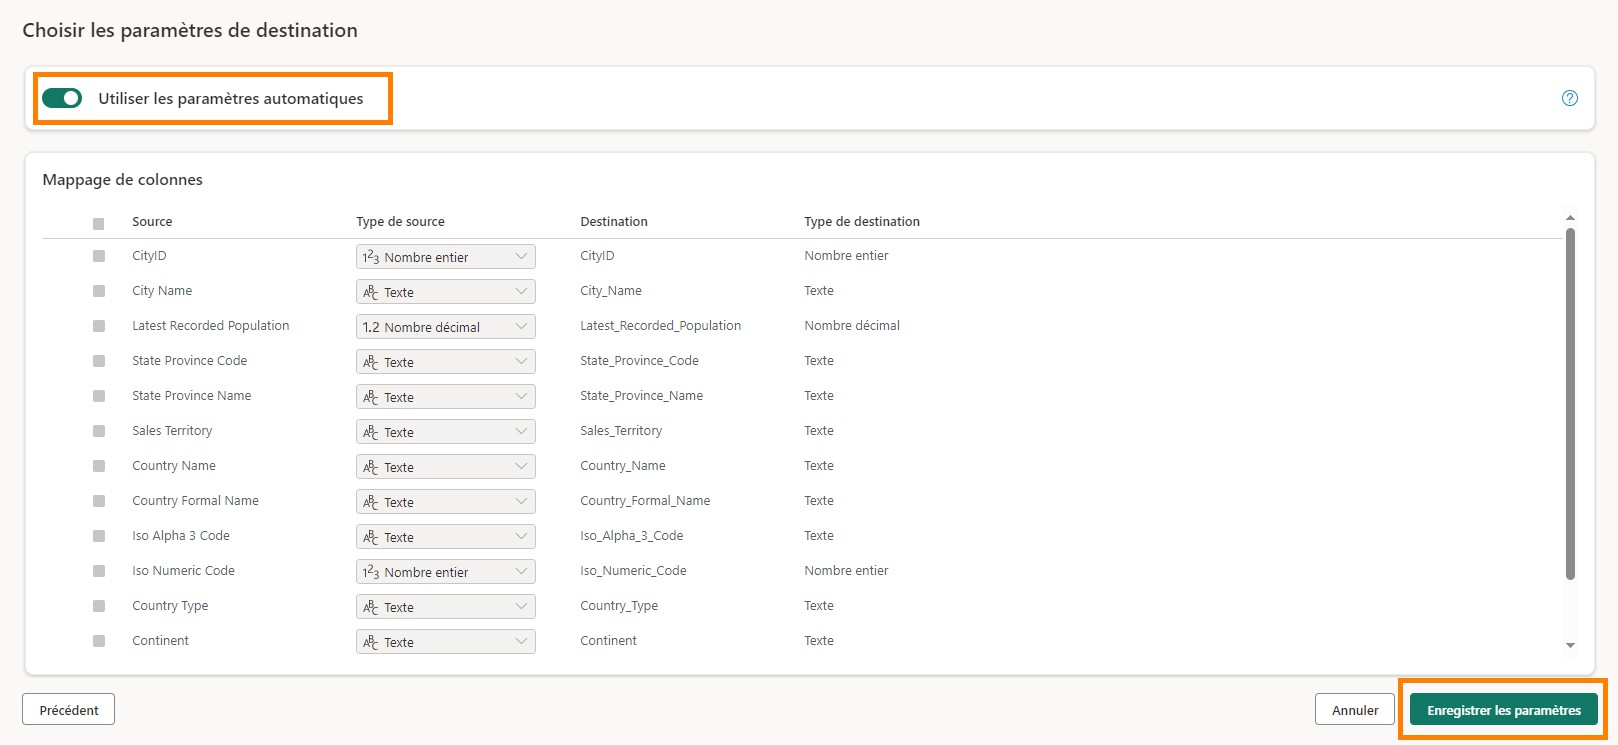 Choisir les paramètres de destination
Utiliser les paramètres automatiques
Mappage de colonnes
Source Type de source Destination Type de destination
CityID 123 Nombre entier CityID Nombre entier
City Name ABC Texte City_Name Texte
Latest Recorded Population 1.2 Nombre décimal Latest_Recorded_Population Nombre décimal
State Province Code ABC Texte State_Province_Code Texte
State Province Name ABC Texte State_Province_Name Texte
Sales Territory ABC Texte Sales_Territory Texte
Country Name ABC Texte Country_Name Texte
Country Formal Name ABC Texte Country_Formal_Name Texte
Iso Alpha 3 Code ABC Texte Iso_Alpha_3_Code Texte
Iso Numeric Code 123 Nombre entier Iso_Numeric_Code Nombre entier
Country Type ABC Texte Country_Type Texte
Continent ABC Texte Continent Texte
Précédent Annuler Enregistrer les paramètres